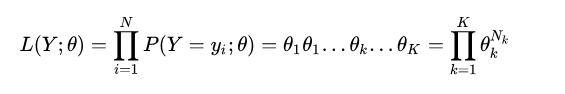 L(Y;θ) = ∏_{i=1}^{N} P(Y = y_i;θ) = θ_1θ_1…θ_k…θ_K = ∏_{k=1}^{K} θ_k^{N_k}